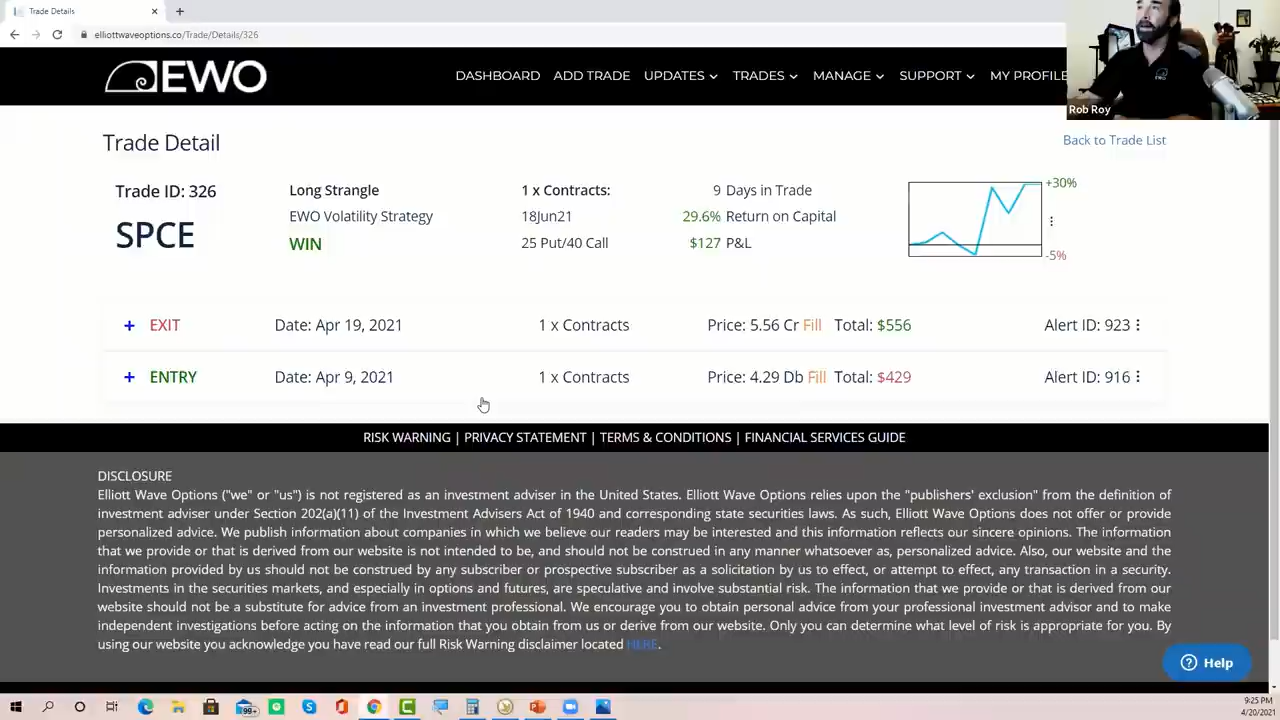 Trade Details
elliottwaveoptions.co/Trade/Details/326
EWO
DASHBOARD ADD TRADE UPDATES TRADES MANAGE SUPPORT MY PROFILE
Rob Roy
Trade Detail
Back to Trade List
Trade ID: 326 Long Strangle 1 x Contracts: 9 Days in Trade +30%
SPCE EWO Volatility Strategy 18Jun21 29.6% Return on Capital
WIN 25 Put/40 Call $127 P&L -5%
+ EXIT Date: Apr 19, 2021 1 x Contracts Price: 5.56 Cr Fill Total: $556 Alert ID: 923
+ ENTRY Date: Apr 9, 2021 1 x Contracts Price: 4.29 Db Fill Total: $429 Alert ID: 916
RISK WARNING | PRIVACY STATEMENT | TERMS & CONDITIONS | FINANCIAL SERVICES GUIDE
DISCLOSURE
Elliott Wave Options ("we" or "us") is not registered as an investment adviser in the United States. Elliott Wave Options relies upon the "publishers' exclusion" from the definition of
investment adviser under Section 202(a)(11) of the Investment Advisers Act of 1940 and corresponding state securities laws. As such, Elliott Wave Options does not offer or provide
personalized advice. We publish information about companies in which we believe our readers may be interested and this information reflects our sincere opinions. The information
that we provide or that is derived from our website is not intended to be, and should not be construed in any manner whatsoever as, personalized advice. Also, our website and the
information provided by us should not be construed by any subscriber or prospective subscriber as a solicitation by us to effect, or attempt to effect, any transaction in a security.
Investments in the securities markets, and especially in options and futures, are speculative and involve substantial risk. The information that we provide or that is derived from our
website should not be a substitute for advice from an investment professional. We encourage you to obtain personal advice from your professional investment advisor and to make
independent investigations before acting on the information that you obtain from us or derive from our website. Only you can determine what level of risk is appropriate for you. By
using our website you acknowledge you have read our full Risk Warning disclaimer located HERE.
Help
99+
9:25 PM
4/20/2021